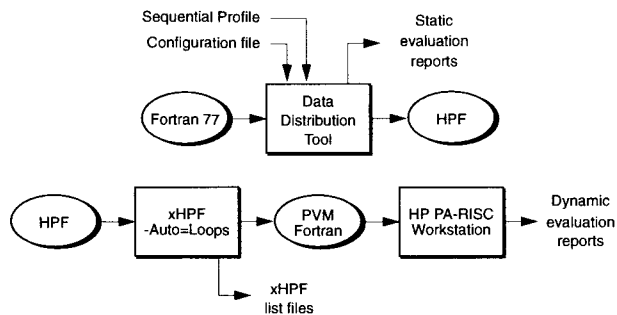 Sequential Profile
Configuration file
Static
evaluation
reports
Fortran 77
Data
Distribution
Tool
HPF
HPF
xHPF
-Auto=Loops
PVM
Fortran
HP PA-RISC
Workstation
Dynamic
evaluation
reports
xHPF
list files